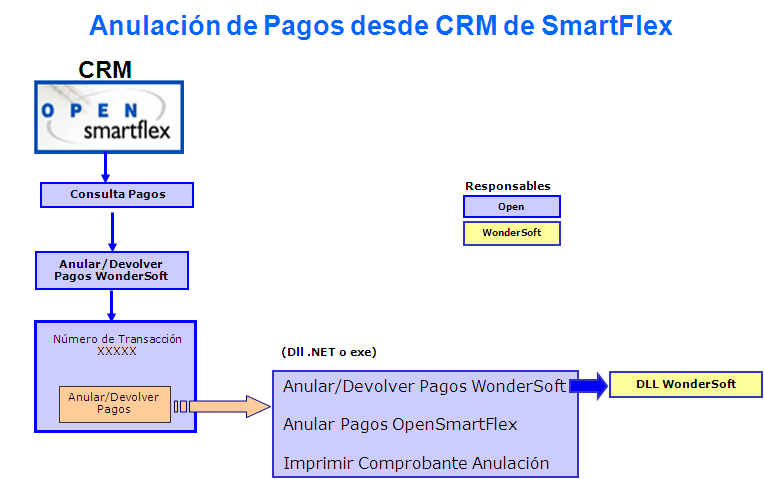 Anulación de Pagos desde CRM de SmartFlex
CRM
OPEN
smartflex
Consulta Pagos
Anular/Devolver
Pagos WonderSoft
Número de Transacción
XXXXX
Anular/Devolver
Pagos
Responsables
Open
WonderSoft
(Dll .NET o exe)
Anular/Devolver Pagos WonderSoft
Anular Pagos OpenSmartFlex
Imprimir Comprobante Anulación
DLL WonderSoft